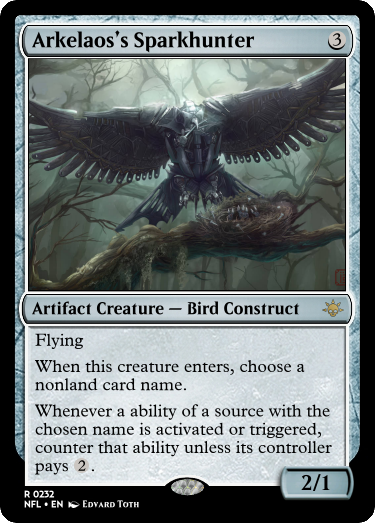 Arkelaos's Sparkhunter 3
Artifact Creature — Bird Construct
Flying
When this creature enters, choose a
nonland card name.
Whenever a ability of a source with the
chosen name is activated or triggered,
counter that ability unless its controller
pays 2.
2/1
R 0232
NFL • EN Edvard Toth